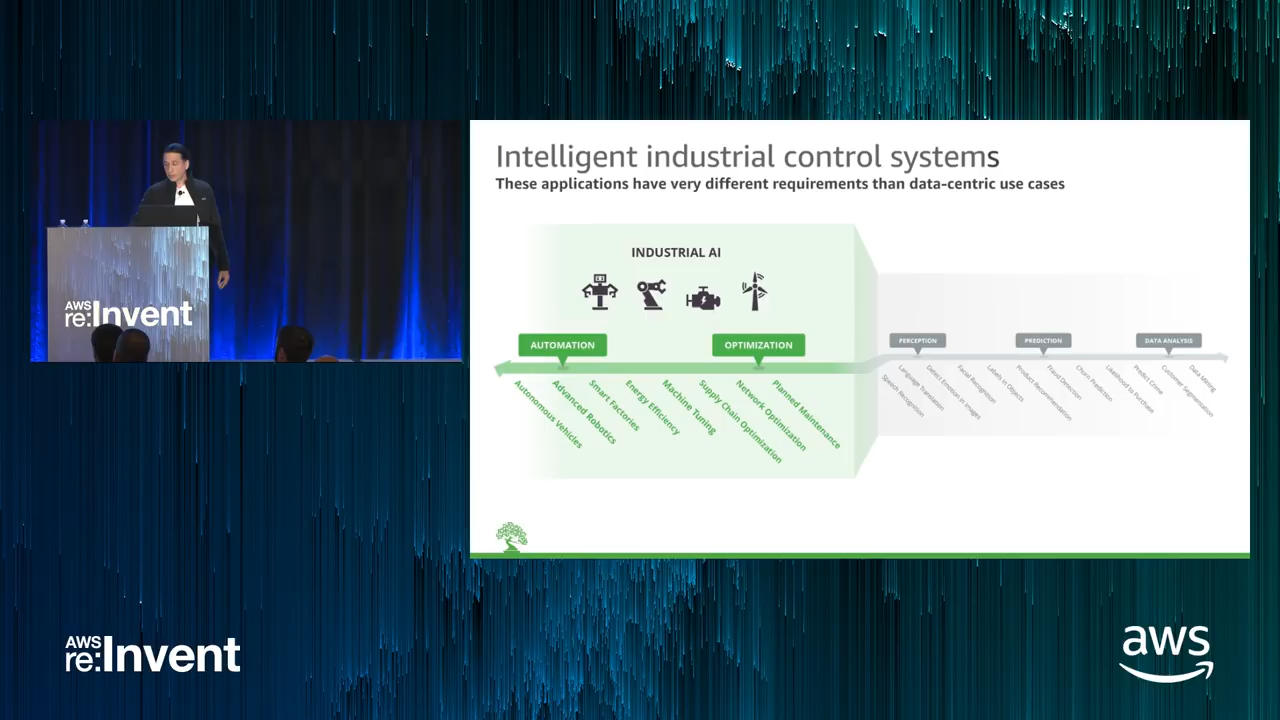 Intelligent industrial control systems
These applications have very different requirements than data-centric use cases
INDUSTRIAL AI
AUTOMATION
OPTIMIZATION
PERCEPTION
PREDICTION
DATA ANALYSIS
Autonomous Vehicles
Advanced Robotics
Smart Factories
Energy Efficiency
Machine Tuning
Supply Chain Optimization
Network Optimization
Planned Maintenance
Speech Recognition
Language Translation
Detect Emotion in Images
Facial Recognition
Labels in Objects
Product Recommendation
Fraud Detection
Churn Prediction
Likelihood to Purchase
Predict Crime
Customer Segmentation
Data Mining
AWS
re:Invent
AWS
re:Invent
aws